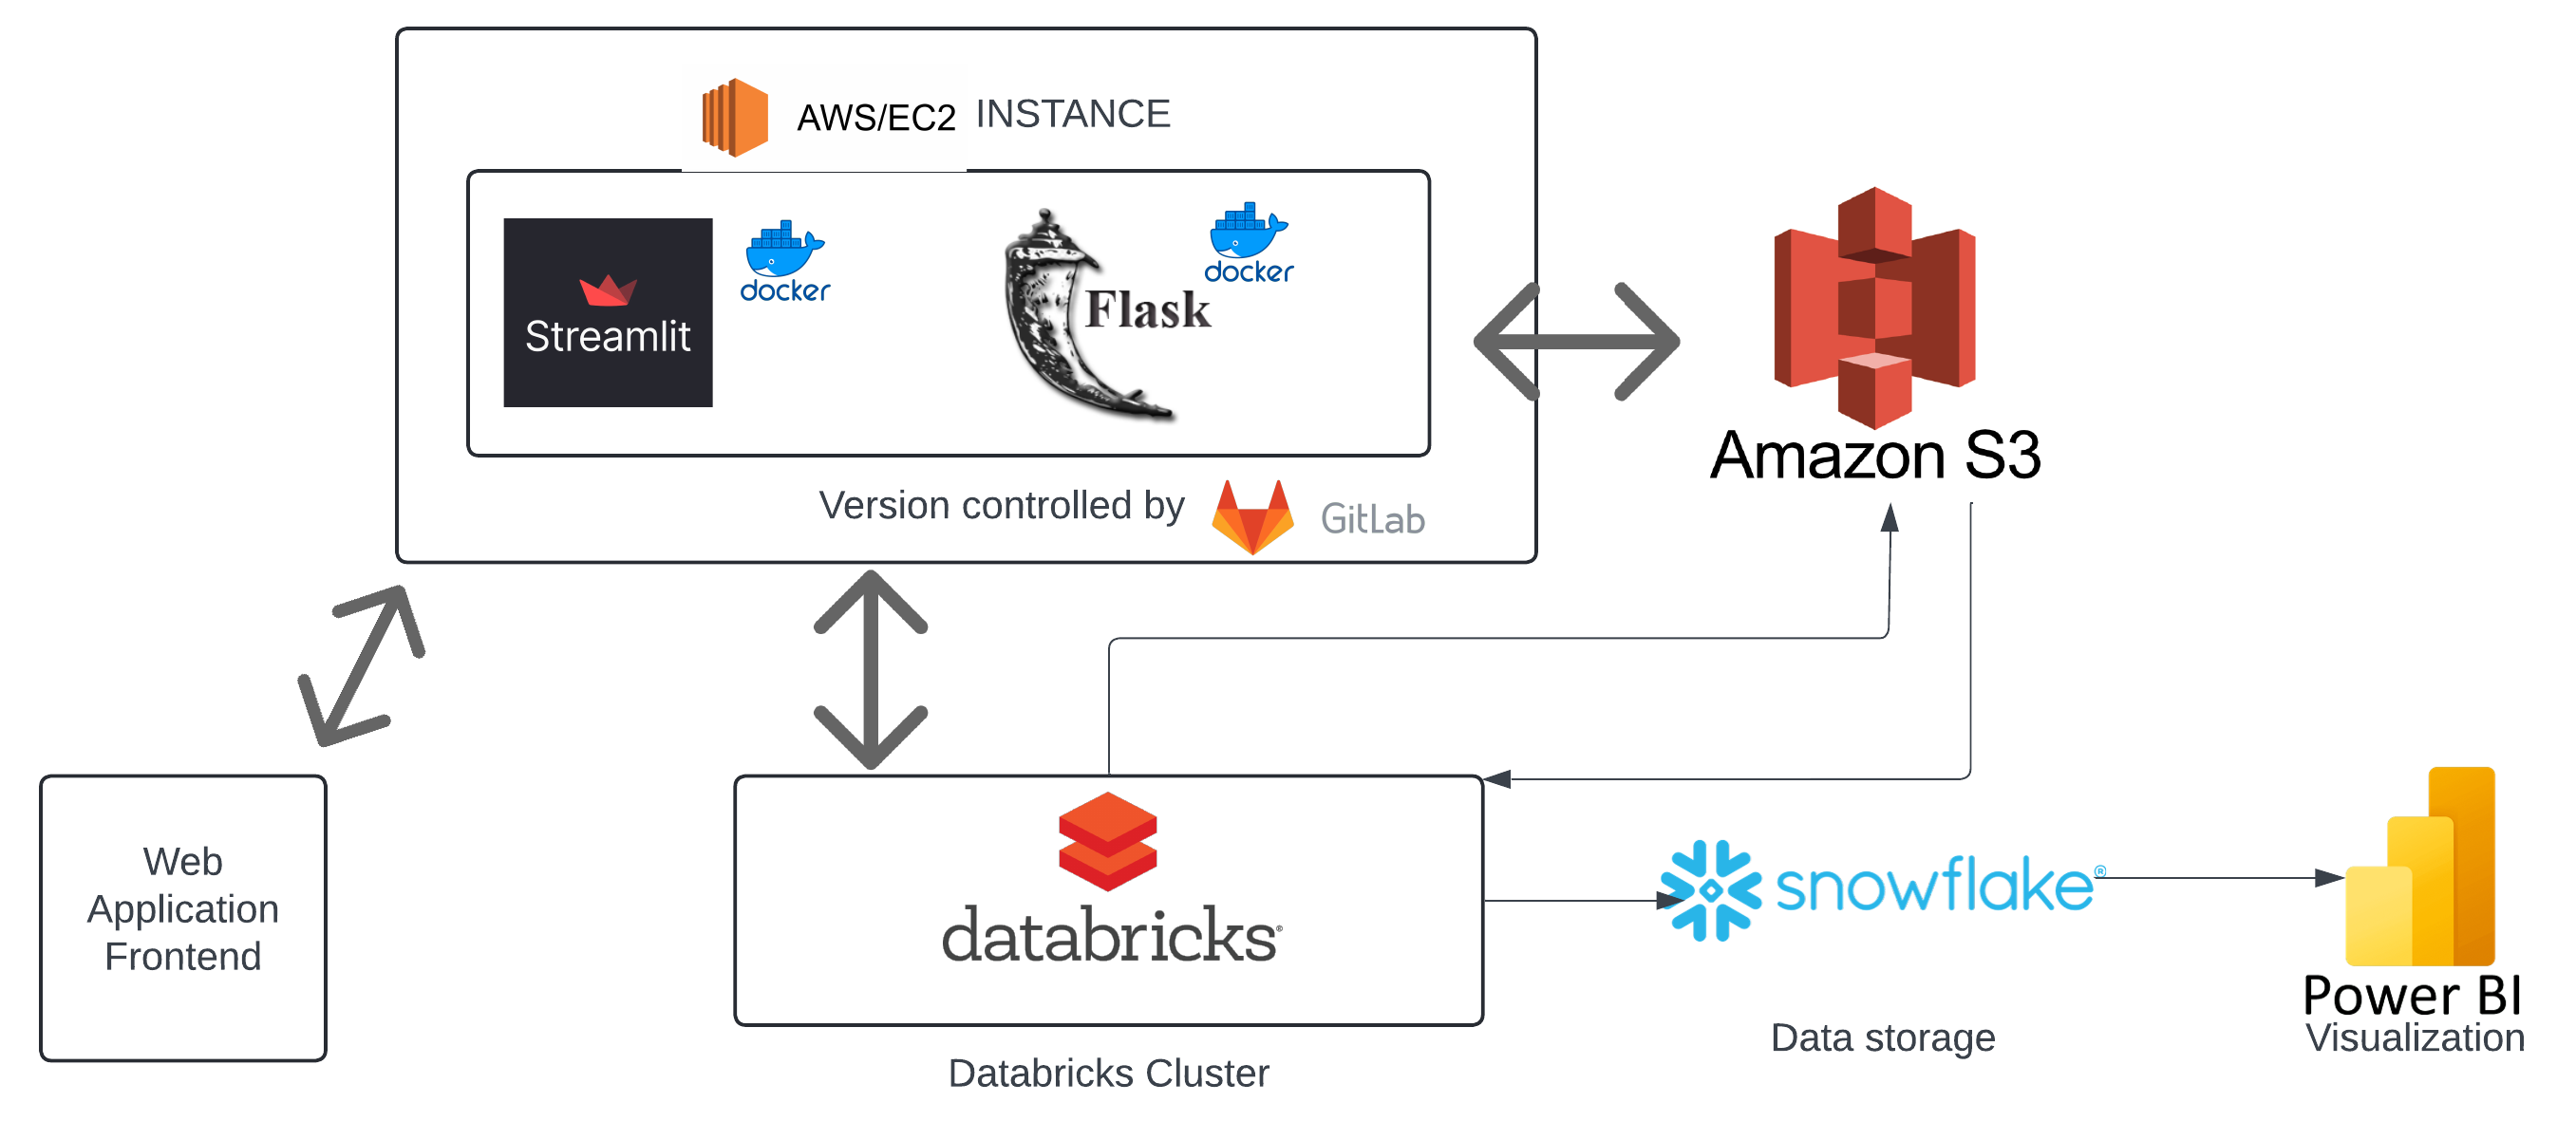 AWS/EC2 INSTANCE
Streamlit
docker
Flask
docker
Version controlled by GitLab
Amazon S3
Web
Application
Frontend
databricks®
Databricks Cluster
snowflake®
Data storage
Power BI
Visualization